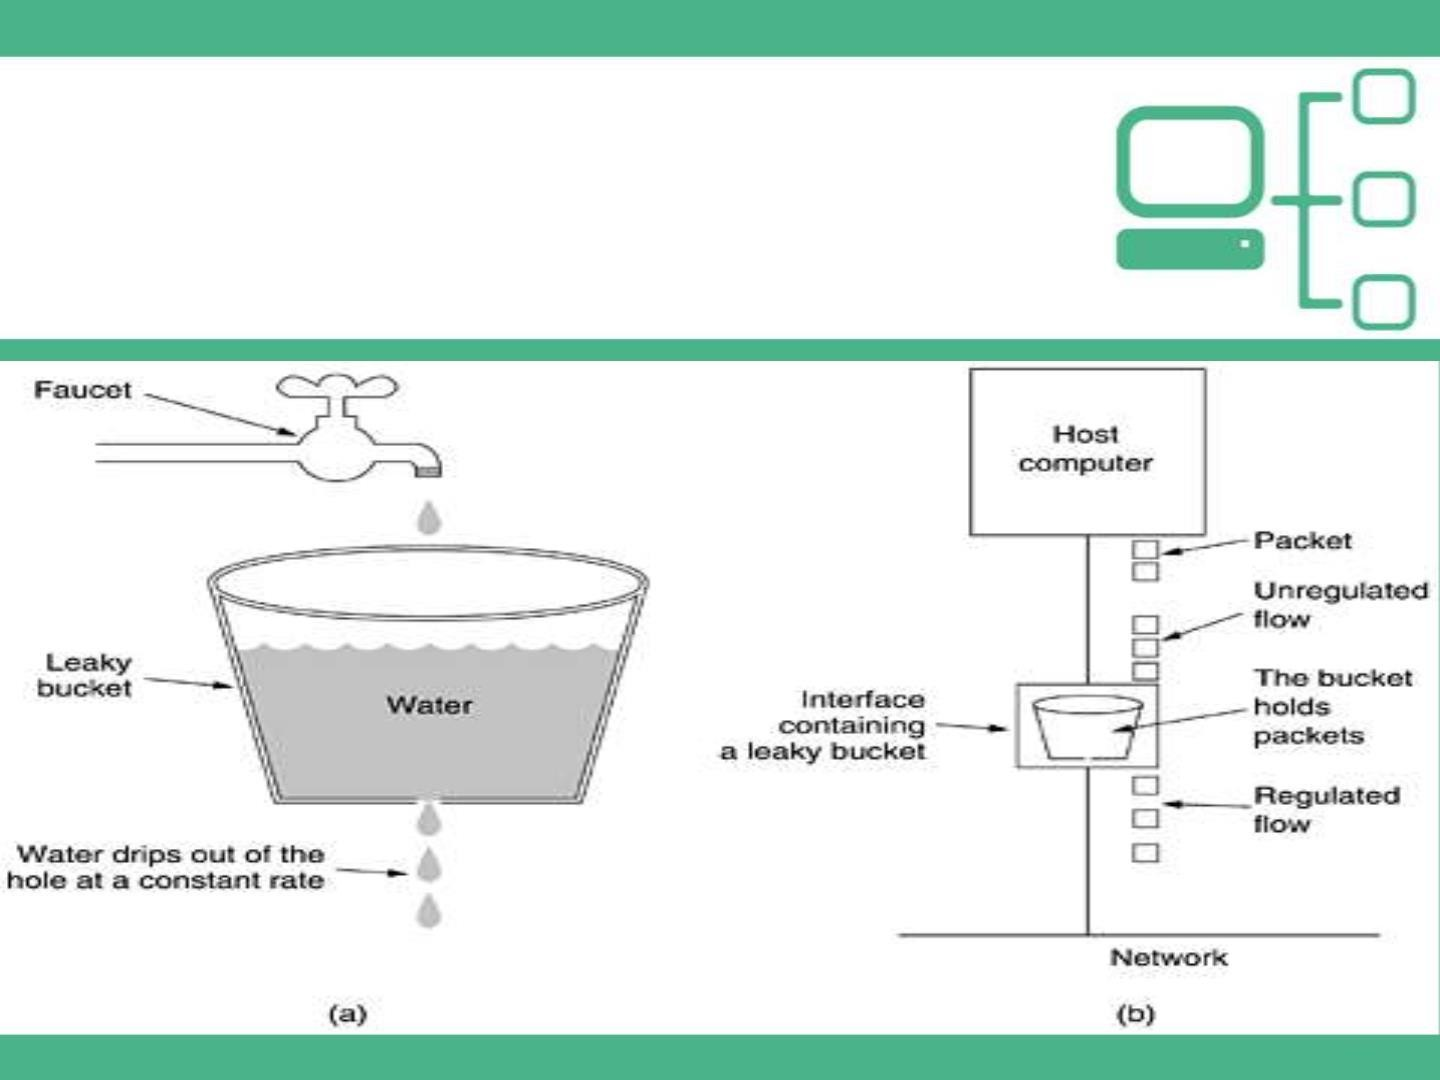 Faucet
Leaky
bucket
Water
Water drips out of the
hole at a constant rate
(a)
Host
computer
Packet
Unregulated
flow
The bucket
holds
packets
Interface
containing
a leaky bucket
Regulated
flow
Network
(b)